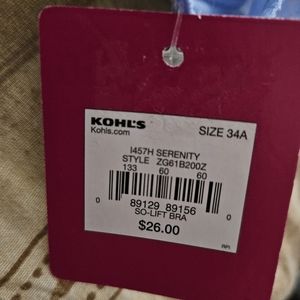 KOHL'S
Kohls.com
SIZE 34A
I457H SERENITY
STYLE ZG61B200Z
133 60 60
0 89129 89156 0
SO-LIFT BRA
$26.00
RPI